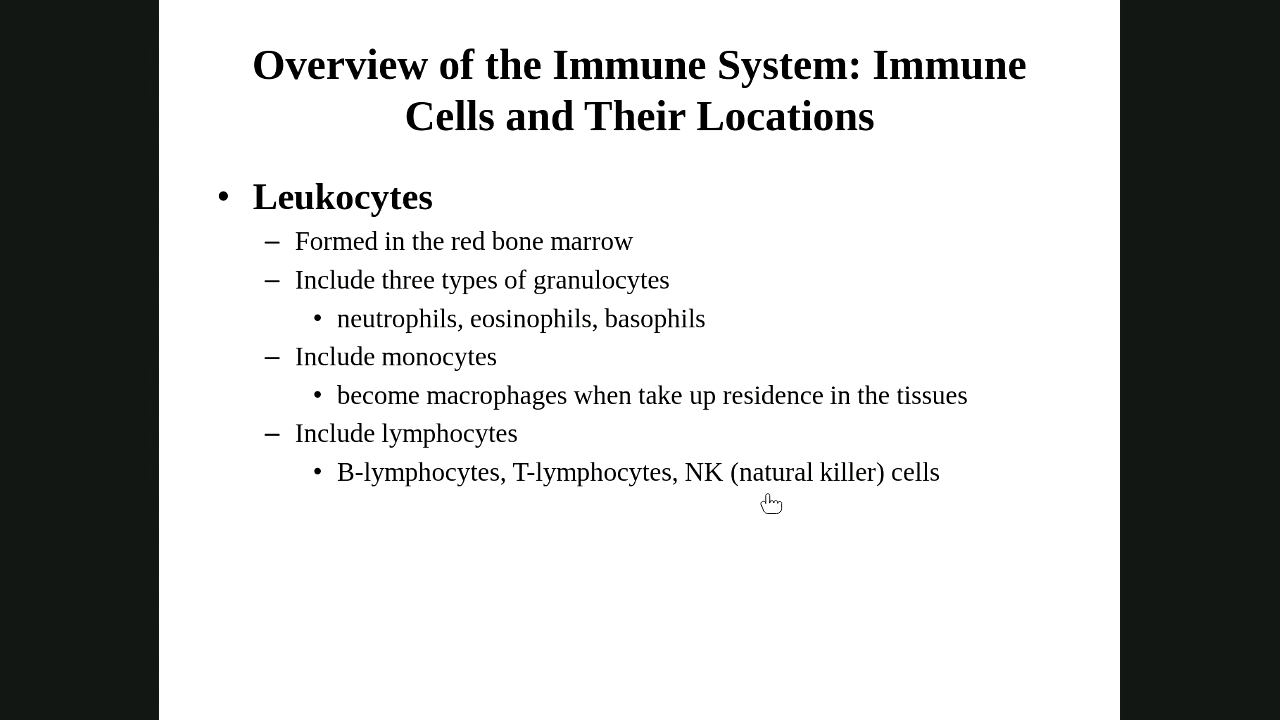 Overview of the Immune System: Immune
Cells and Their Locations
• Leukocytes
– Formed in the red bone marrow
– Include three types of granulocytes
• neutrophils, eosinophils, basophils
– Include monocytes
• become macrophages when take up residence in the tissues
– Include lymphocytes
• B-lymphocytes, T-lymphocytes, NK (natural killer) cells